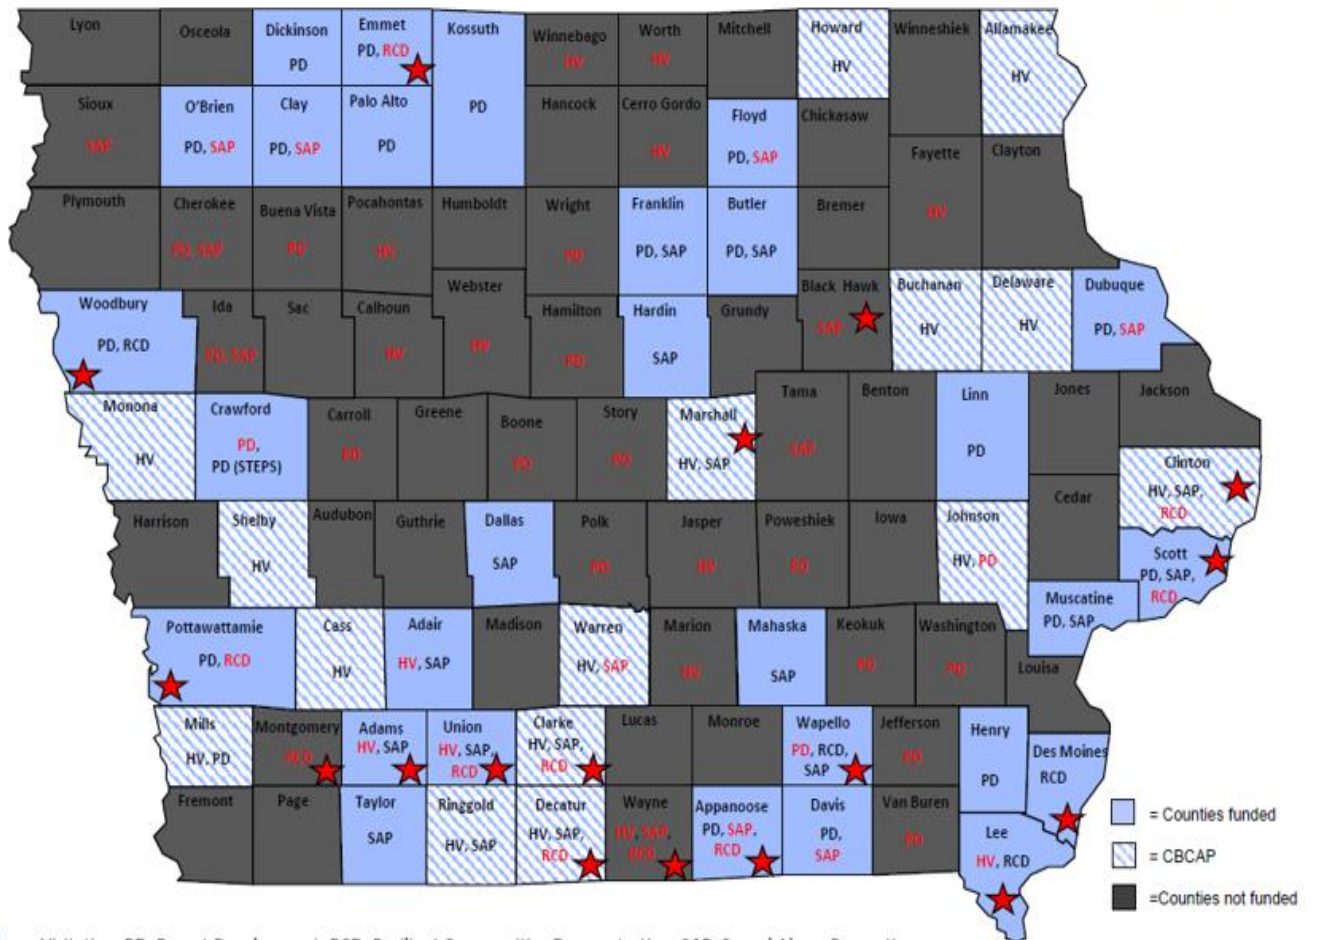 Lyon
Osceola
Dickinson
PD
Emmet
PD, RCD
Kossuth
PD
Winnebago
HV
Worth
HV
Mitchell
Howard
HV
Winneshiek
Allamakee
HV
Sioux
SAP
O'Brien
PD, SAP
Clay
PD, SAP
Palo Alto
PD
Hancock
Cerro Gordo
HV
Floyd
PD, SAP
Chickasaw
Fayette
HV
Clayton
Plymouth
Cherokee
PD, SAP
Buena Vista
PD
Pocahontas
HV
Humboldt
Wright
PD
Franklin
PD, SAP
Butler
PD, SAP
Bremer
Woodbury
PD, RCD
Ida
PD, SAP
Sac
Calhoun
HV
Webster
HV
Hamilton
PD
Hardin
SAP
Grundy
Black Hawk
SAP
Buchanan
HV
Delaware
HV
Dubuque
PD, SAP
Monona
HV
Crawford
PD,
PD (STEPS)
Carroll
PD
Greene
Boone
PD
Story
PD
Marshall
HV, SAP
Tama
SAP
Benton
Linn
PD
Jones
Jackson
Clinton
HV, SAP,
RCD
Harrison
Shelby
HV
Audubon
Guthrie
Dallas
SAP
Polk
PD
Jasper
HV
Poweshiek
PD
Iowa
Johnson
HV, PD
Cedar
Scott
PD, SAP,
RCD
Muscatine
PD, SAP
Pottawattamie
PD, RCD
Cass
HV
Adair
HV, SAP
Madison
Warren
HV, SAP
Marion
HV
Mahaska
SAP
Keokuk
PD
Washington
PD
Louisa
Mills
HV, PD
Montgomery
RCD
Adams
HV, SAP
Union
HV, SAP,
RCD
Clarke
HV, SAP,
RCD
Lucas
Monroe
Wapello
PD, RCD,
SAP
Jefferson
PD
Henry
PD
Des Moines
RCD
Fremont
Page
Taylor
SAP
Ringgold
HV, SAP
Decatur
HV, SAP,
RCD
Wayne
HV, SAP,
RCD
Appanoose
PD, SAP,
RCD
Davis
PD,
SAP
Van Buren
PD
Lee
HV, RCD
= Counties funded
= CBCAP
=Counties not funded